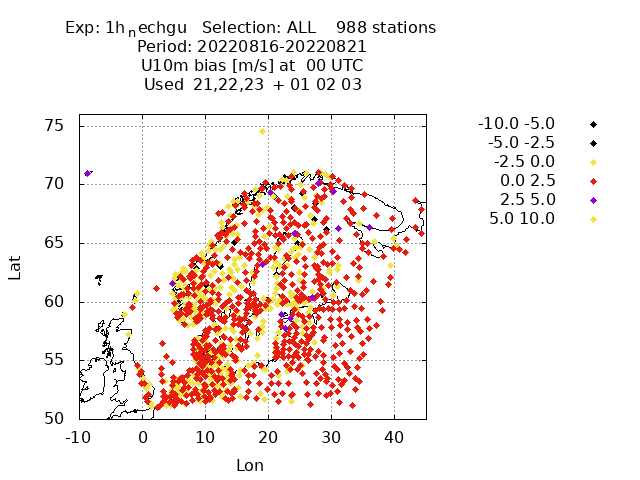 Exp: 1h_nechgu   Selection: ALL    988 stations
Period: 20220816-20220821
U10m bias [m/s] at  00 UTC
Used  21,22,23  + 01 02 03
-10.0 -5.0
-5.0 -2.5
-2.5 0.0
0.0 2.5
2.5 5.0
5.0 10.0
75
70
65
60
55
50
Lat
-10 0 10 20 30 40
Lon